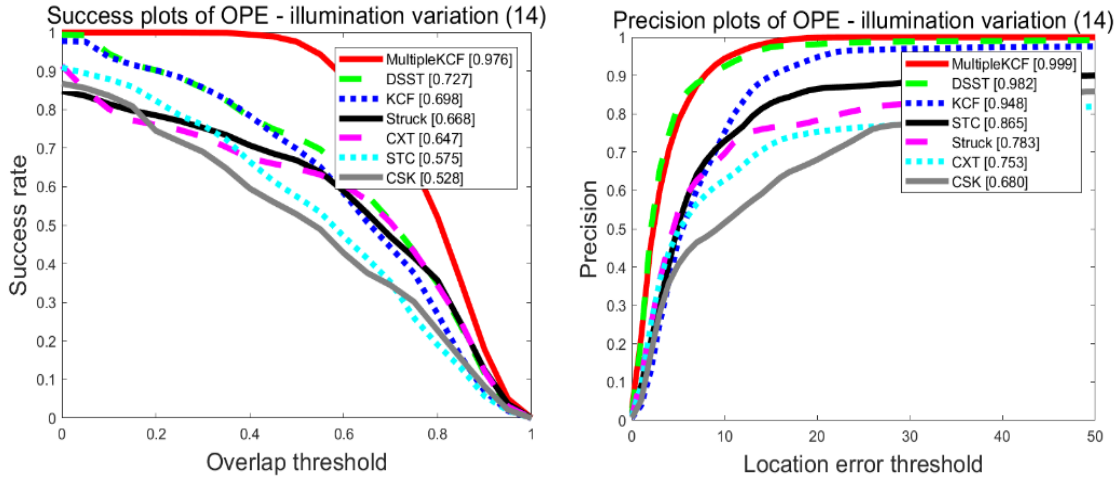 Success plots of OPE - illumination variation (14)
1
0.9
0.8
0.7
0.6
0.5
0.4
0.3
0.2
0.1
0
Success rate
MultipleKCF [0.976]
DSST [0.727]
KCF [0.698]
Struck [0.668]
CXT [0.647]
STC [0.575]
CSK [0.528]
0 0.2 0.4 0.6 0.8 1
Overlap threshold
Precision plots of OPE - illumination variation (14)
1
0.9
0.8
0.7
0.6
0.5
0.4
0.3
0.2
0.1
0
Precision
MultipleKCF [0.999]
DSST [0.982]
KCF [0.948]
STC [0.865]
Struck [0.783]
CXT [0.753]
CSK [0.680]
0 10 20 30 40 50
Location error threshold